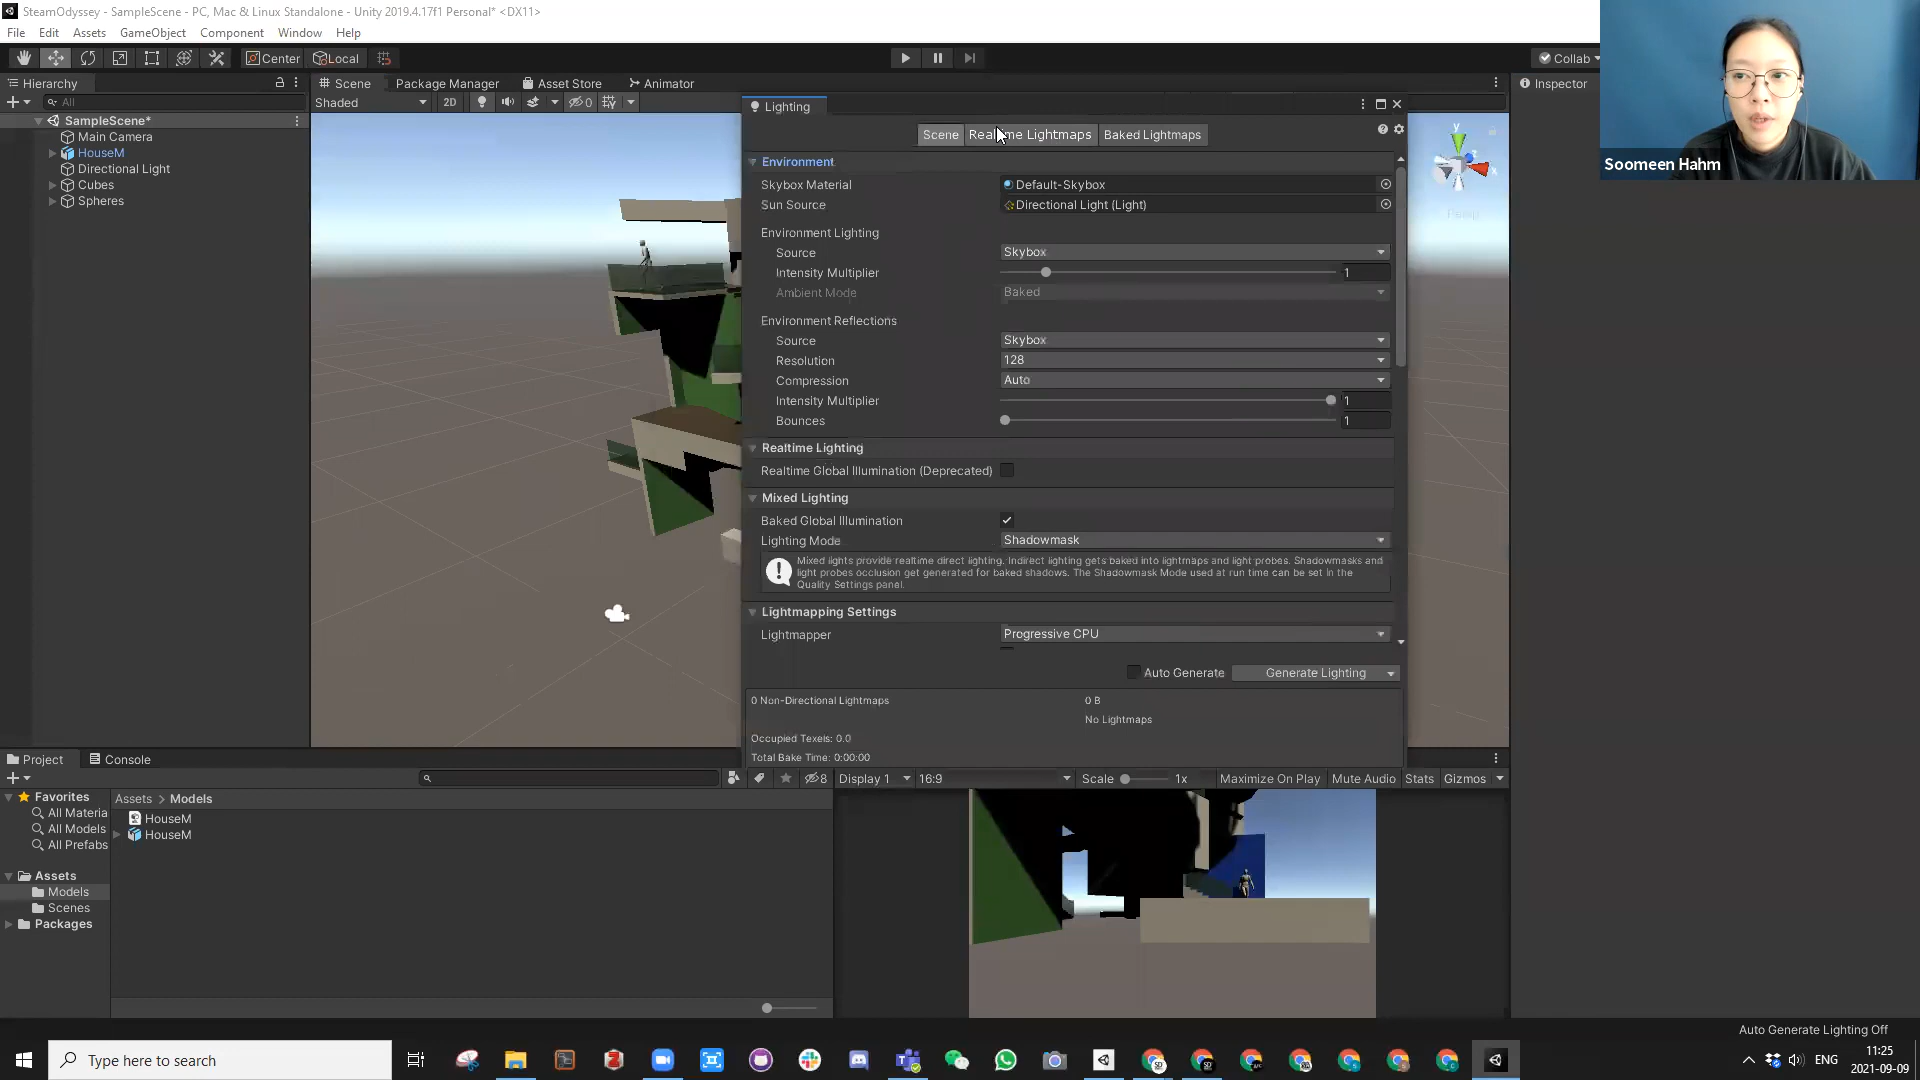 SteamOdyssey - SampleScene - PC, Mac & Linux Standalone - Unity 2019.4.17f1 Personal* <DX11>
File Edit Assets GameObject Component Window Help
Center Local Collab
Hierarchy Scene Package Manager Asset Store Animator Inspector
All Shaded 2D 0
SampleScene*
Main Camera
HouseM
Directional Light
Cubes
Spheres
Lighting
Scene Realtime Lightmaps Baked Lightmaps
Environment
Skybox Material Default-Skybox
Sun Source Directional Light (Light)
Environment Lighting
Source Skybox
Intensity Multiplier 1
Ambient Mode Baked
Environment Reflections
Source Skybox
Resolution 128
Compression Auto
Intensity Multiplier 1
Bounces 1
Realtime Lighting
Realtime Global Illumination (Deprecated)
Mixed Lighting
Baked Global Illumination
Lighting Mode Shadowmask
Mixed lights provide realtime direct lighting. Indirect lighting gets baked into lightmaps and light probes. Shadowmasks and
light probes occlusion get generated for baked shadows. The Shadowmask Mode used at run time can be set in the
Quality Settings panel.
Lightmapping Settings
Lightmapper Progressive CPU
Auto Generate Generate Lighting
0 Non-Directional Lightmaps 0 B
No Lightmaps
Occupied Texels: 0.0
Total Bake Time: 0:00:00
y
x
Persp
Soomeen Hahm
Project Console
8 Display 1 16:9 Scale 1x Maximize On Play Mute Audio Stats Gizmos
Favorites
All Materia
All Models
All Prefabs
Assets
Models
Scenes
Packages
Assets > Models
HouseM
HouseM
Auto Generate Lighting Off
Type here to search
ENG
11:25
2021-09-09